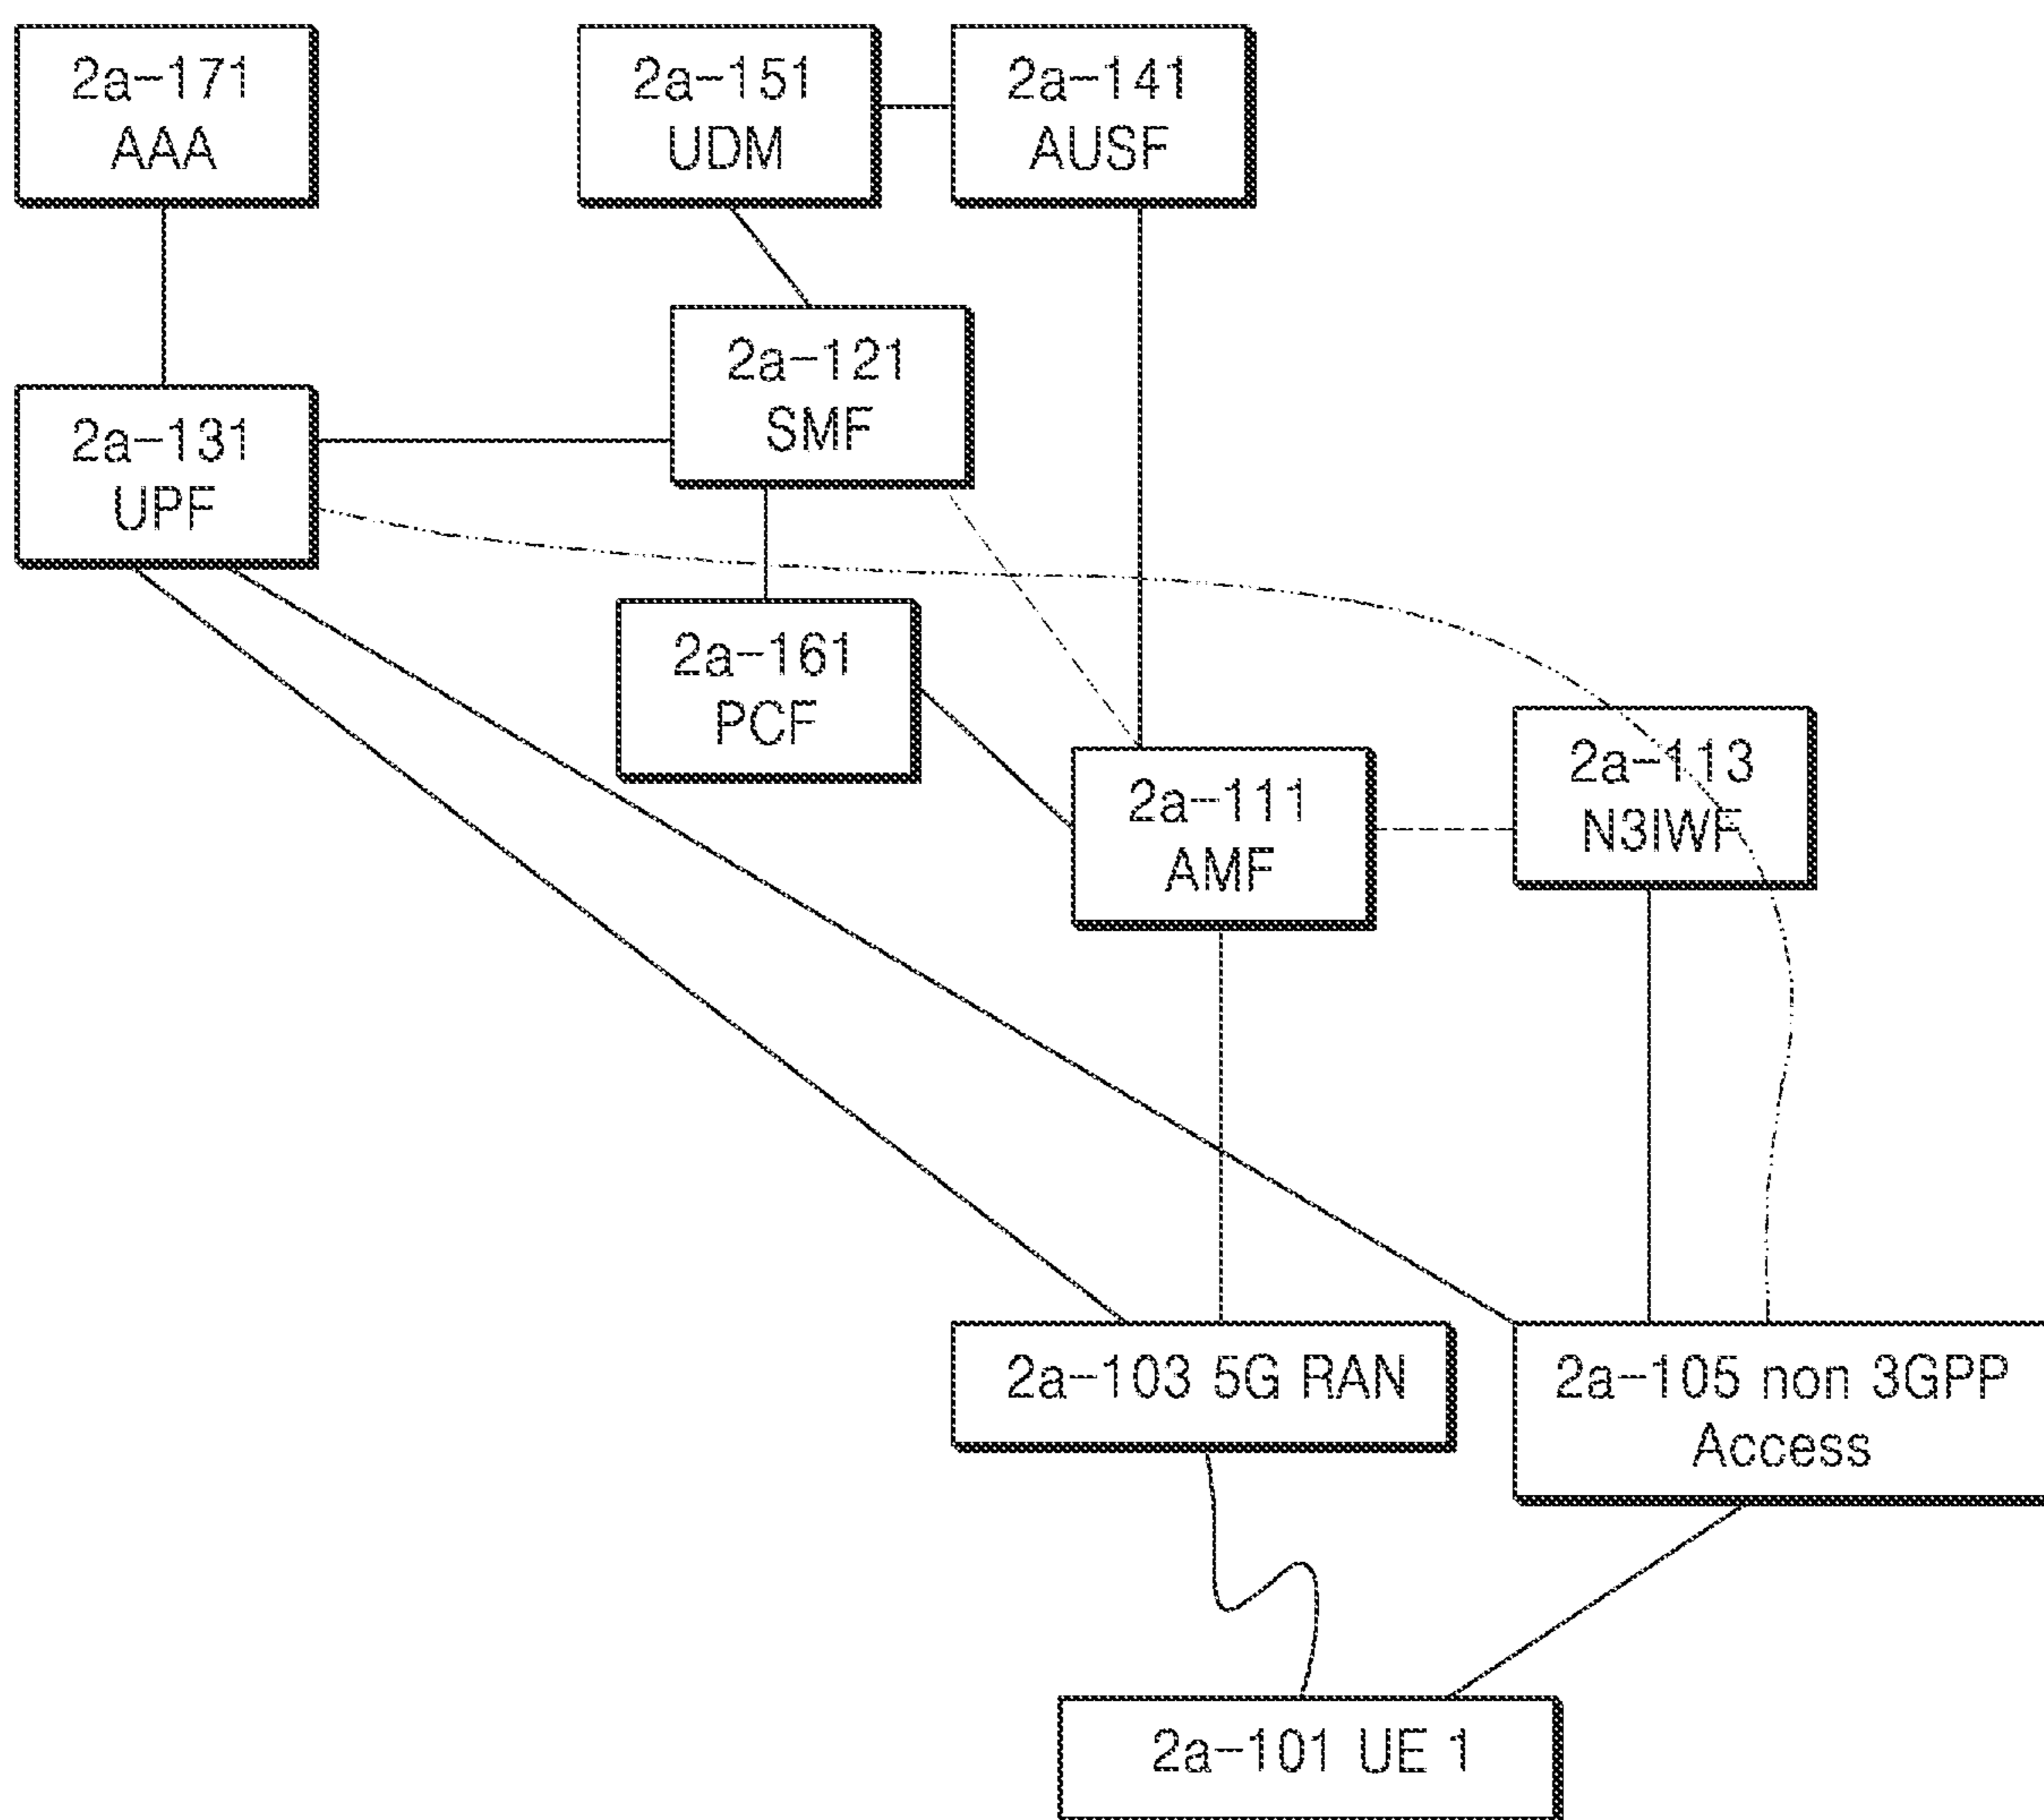 2a-171
AAA
2a-151
UDM
2a-141
AUSF
2a-121
SMF
2a-131
UPF
2a-161
PCF
2a-111
AMF
2a-113
N3IWF
2a-103 5G RAN
2a-105 non 3GPP
Access
2a-101 UE 1